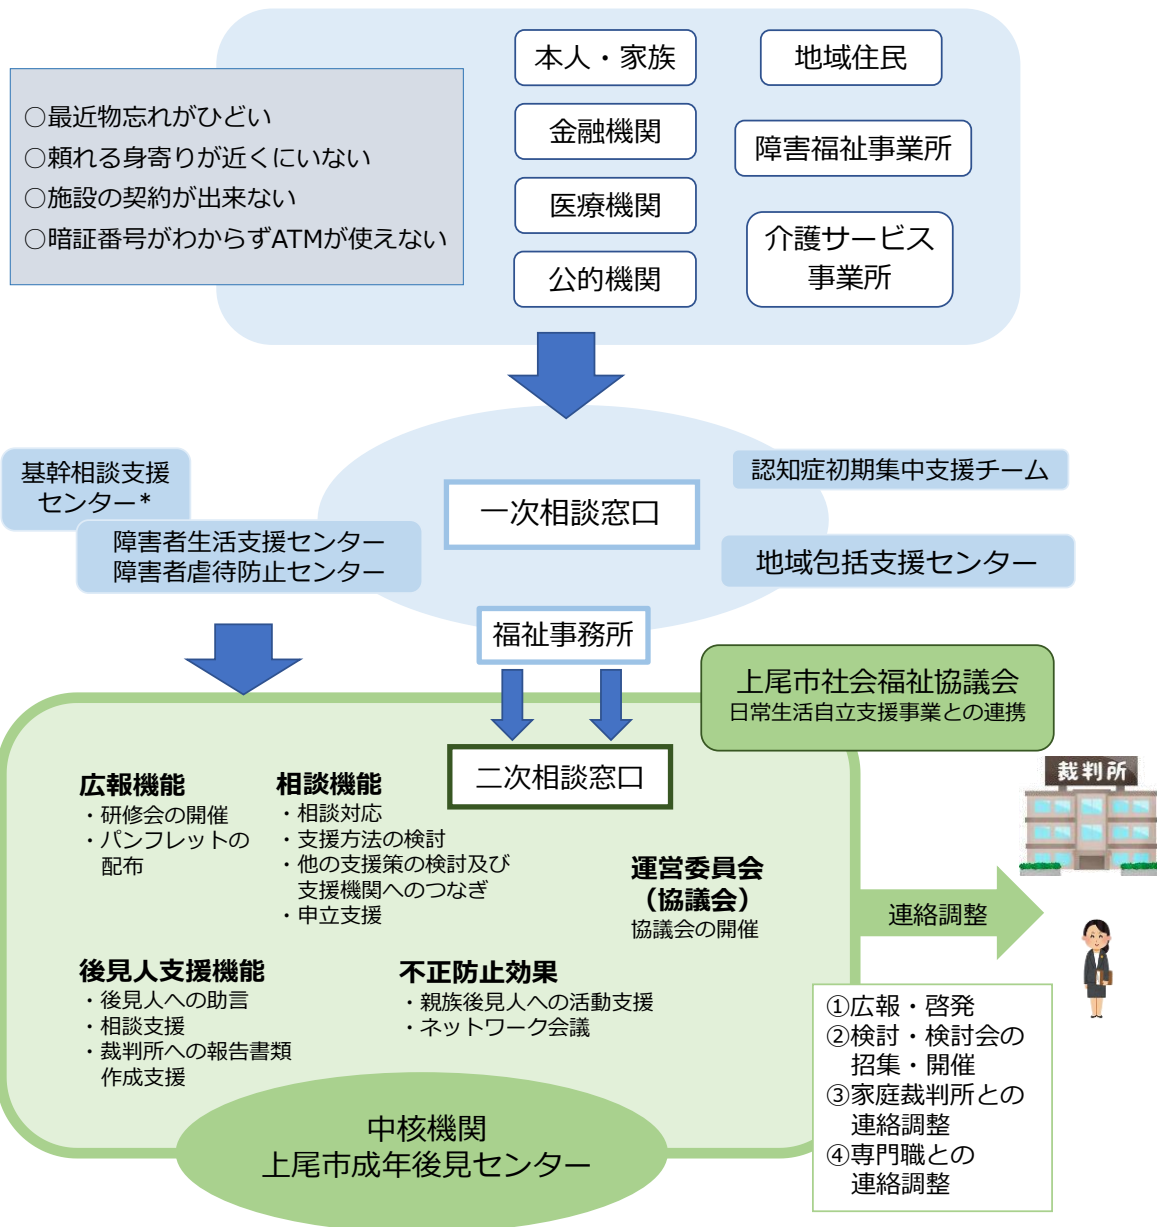 ○最近物忘れがひどい
○頼れる身寄りが近くにいない
○施設の契約が出来ない
○暗証番号がわからずATMが使えない
本人・家族
金融機関
医療機関
公的機関
地域住民
障害福祉事業所
介護サービス
事業所
基幹相談支援
センター*
障害者生活支援センター
障害者虐待防止センター
一次相談窓口
認知症初期集中支援チーム
地域包括支援センター
福祉事務所
上尾市社会福祉協議会
日常生活自立支援事業との連携
二次相談窓口
広報機能
・研修会の開催
・パンフレットの
配布
相談機能
・相談対応
・支援方法の検討
・他の支援策の検討及び
支援機関へのつなぎ
・申立支援
運営委員会
（協議会）
協議会の開催
後見人支援機能
・後見人への助言
・相談支援
・裁判所への報告書類
作成支援
不正防止効果
・親族後見人への活動支援
・ネットワーク会議
中核機関
上尾市成年後見センター
裁判所
連絡調整
①広報・啓発
②検討・検討会の
招集・開催
③家庭裁判所との
連絡調整
④専門職との
連絡調整